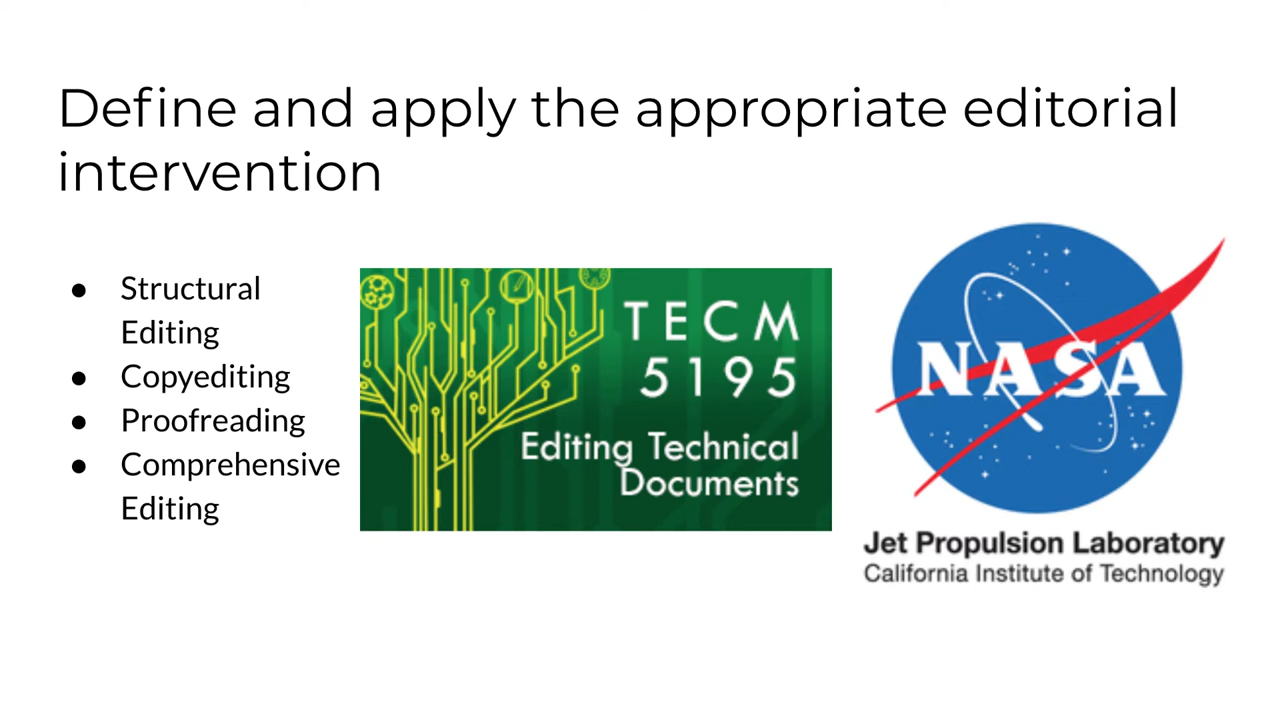 Define and apply the appropriate editorial
intervention
● Structural
Editing
● Copyediting
● Proofreading
● Comprehensive
Editing
TECM
5195
Editing Technical
Documents
NASA
Jet Propulsion Laboratory
California Institute of Technology